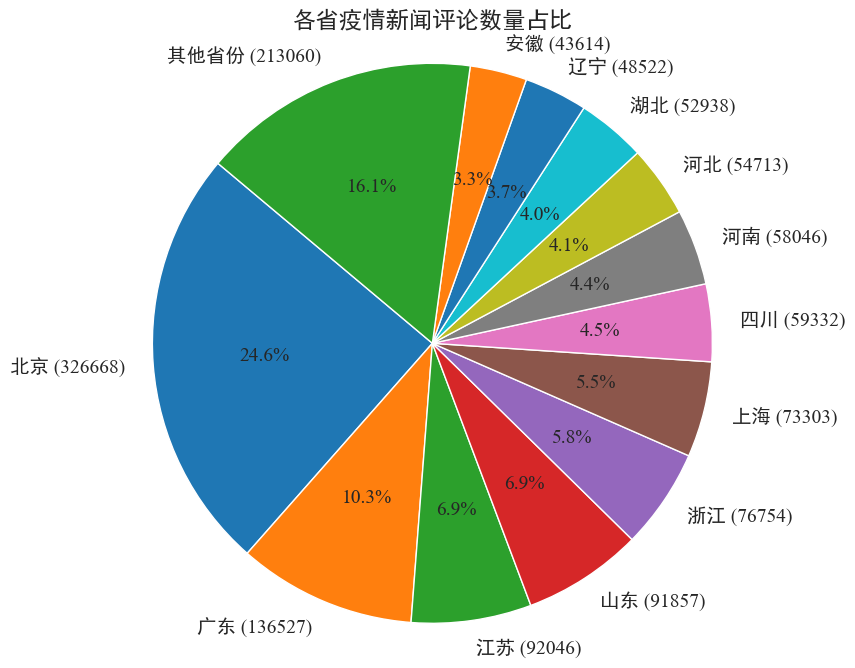 各省疫情新闻评论数量占比
安徽 (43614)
其他省份 (213060)
辽宁 (48522)
湖北 (52938)
河北 (54713)
16.1%
3.3%
3.7%
4.0%
河南 (58046)
4.1%
4.4%
四川 (59332)
4.5%
24.6%
北京 (326668)
5.5%
上海 (73303)
5.8%
6.9%
10.3%
6.9%
浙江 (76754)
山东 (91857)
广东 (136527)
江苏 (92046)